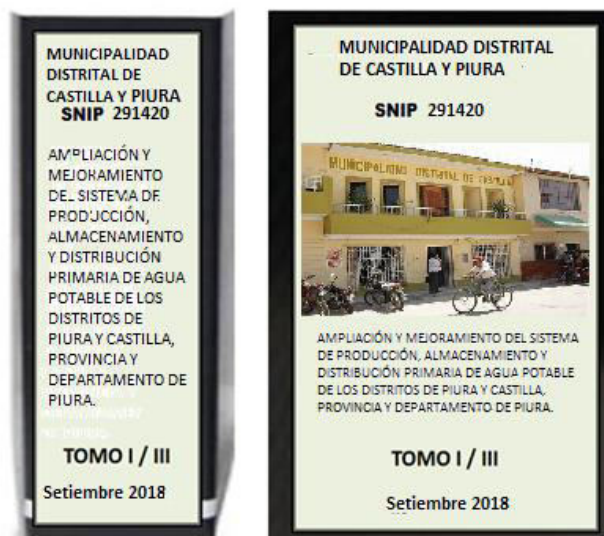 MUNICIPALIDAD
DISTRITAL DE
CASTILLA Y PIURA
SNIP 291420
AMPLIACIÓN Y
MEJORAMIENTO
DEL SISTEMA DE
PRODUCCIÓN,
ALMACENAMIENTO
Y DISTRIBUCIÓN
PRIMARIA DE AGUA
POTABLE DE LOS
DISTRITOS DE
PIURA Y CASTILLA,
PROVINCIA Y
DEPARTAMENTO DE
PIURA.
TOMO I / III
Setiembre 2018
MUNICIPALIDAD DISTRITAL
DE CASTILLA Y PIURA
SNIP 291420
MUNICIPALIDAD DISTRITAL DE CASTILLA
AMPLIACIÓN Y MEJORAMIENTO DEL SISTEMA
DE PRODUCCIÓN, ALMACENAMIENTO Y
DISTRIBUCIÓN PRIMARIA DE AGUA POTABLE
DE LOS DISTRITOS DE PIURA Y CASTILLA,
PROVINCIA Y DEPARTAMENTO DE PIURA.
TOMO I / III
Setiembre 2018